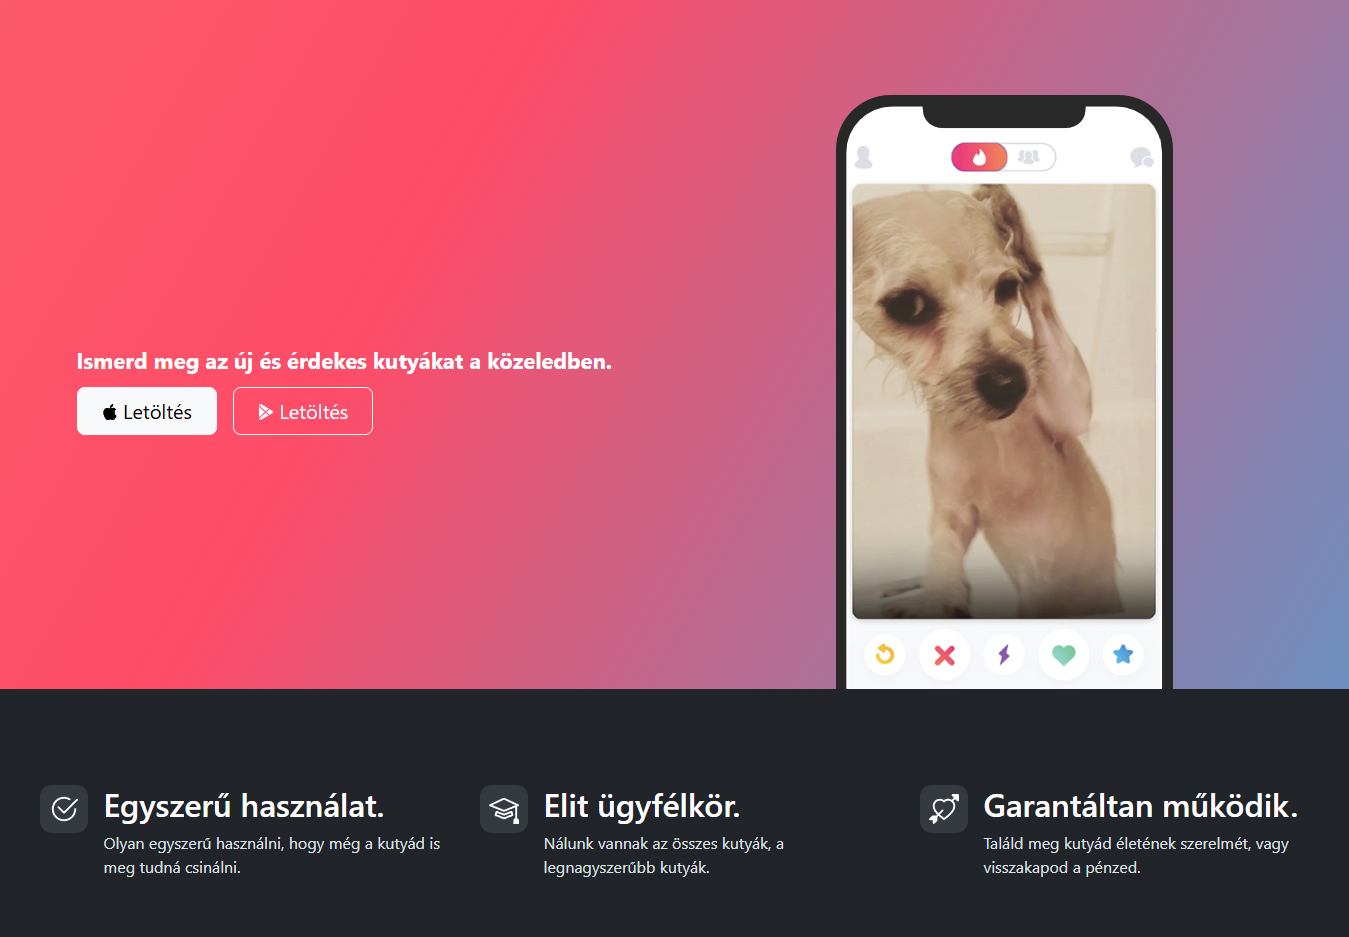 Ismerd meg az új és érdekes kutyákat a közeledben.
Letöltés
Letöltés
Egyszerű használat.
Olyan egyszerű használni, hogy még a kutyád is
meg tudná csinálni.
Elit ügyfélkör.
Nálunk vannak az összes kutyák, a
legnagyszerűbb kutyák.
Garantáltan működik.
Találd meg kutyád életének szerelmét, vagy
visszakapod a pénzed.